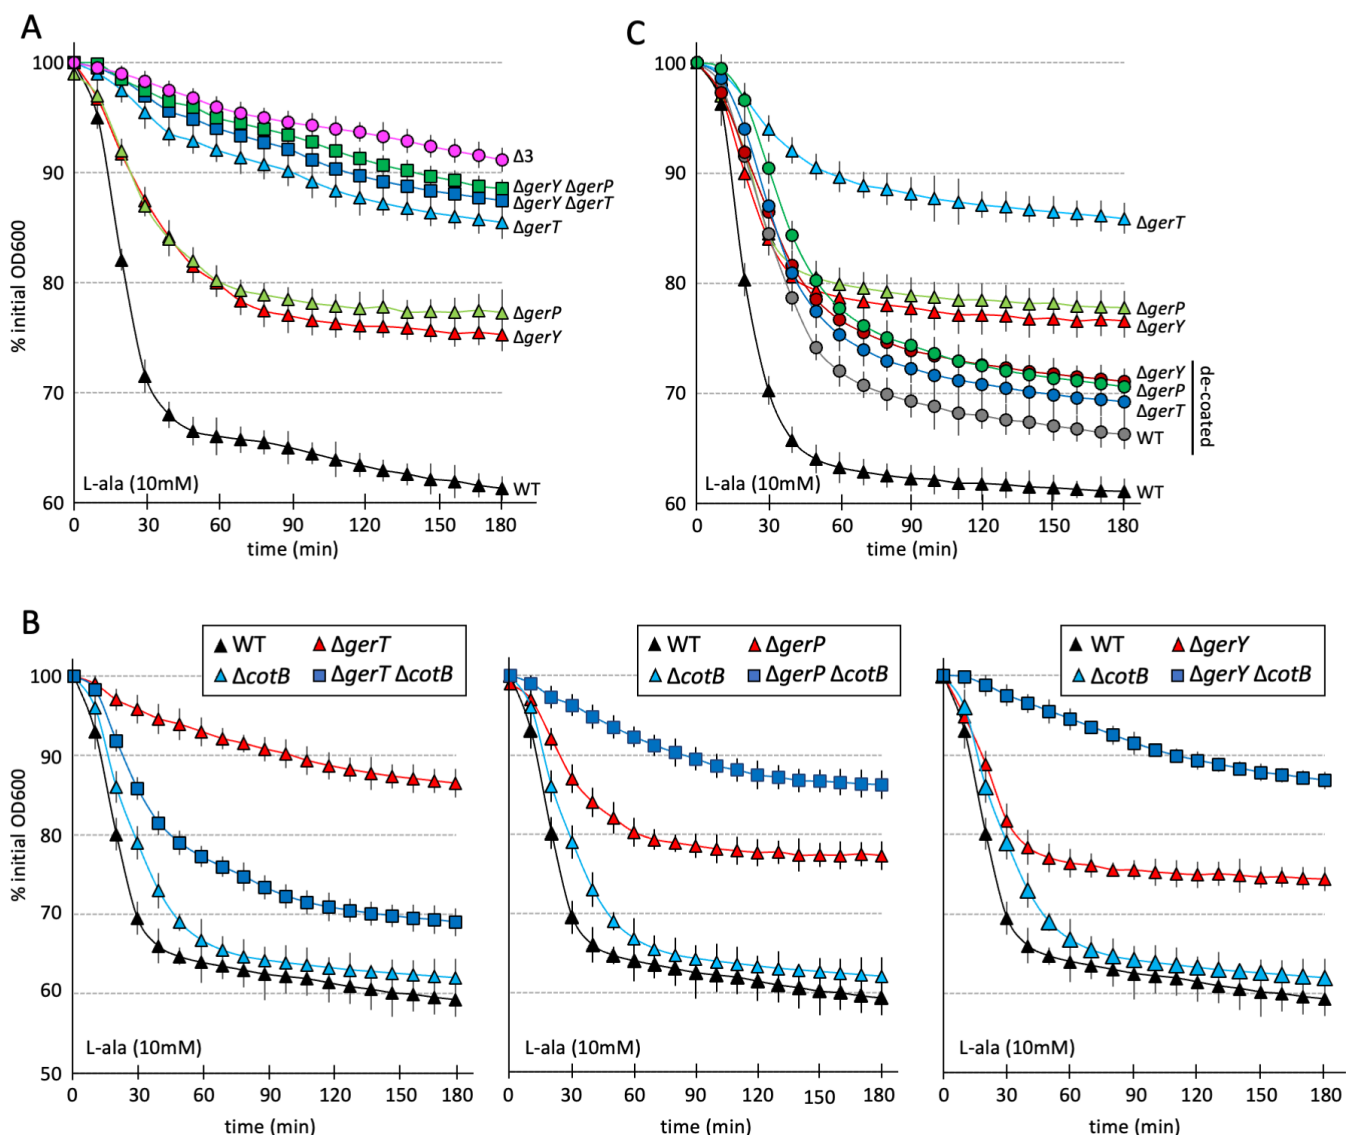 A
% initial OD600
100
90
80
70
60
Δ3
ΔgerY ΔgerP
ΔgerY ΔgerT
ΔgerT
ΔgerP
ΔgerY
WT
L-ala (10mM)
0 30 60 90 120 150 180
time (min)
C
100
90
80
70
60
ΔgerT
ΔgerP
ΔgerY
ΔgerY
ΔgerP
ΔgerT
WT
de-coated
WT
L-ala (10mM)
0 30 60 90 120 150 180
time (min)
B
% initial OD600
100
90
80
70
60
50
WT ΔgerT
ΔcotB ΔgerT ΔcotB
L-ala (10mM)
0 30 60 90 120 150 180
time (min)
WT ΔgerP
ΔcotB ΔgerP ΔcotB
L-ala (10mM)
0 30 60 90 120 150 180
time (min)
WT ΔgerY
ΔcotB ΔgerY ΔcotB
L-ala (10mM)
0 30 60 90 120 150 180
time (min)